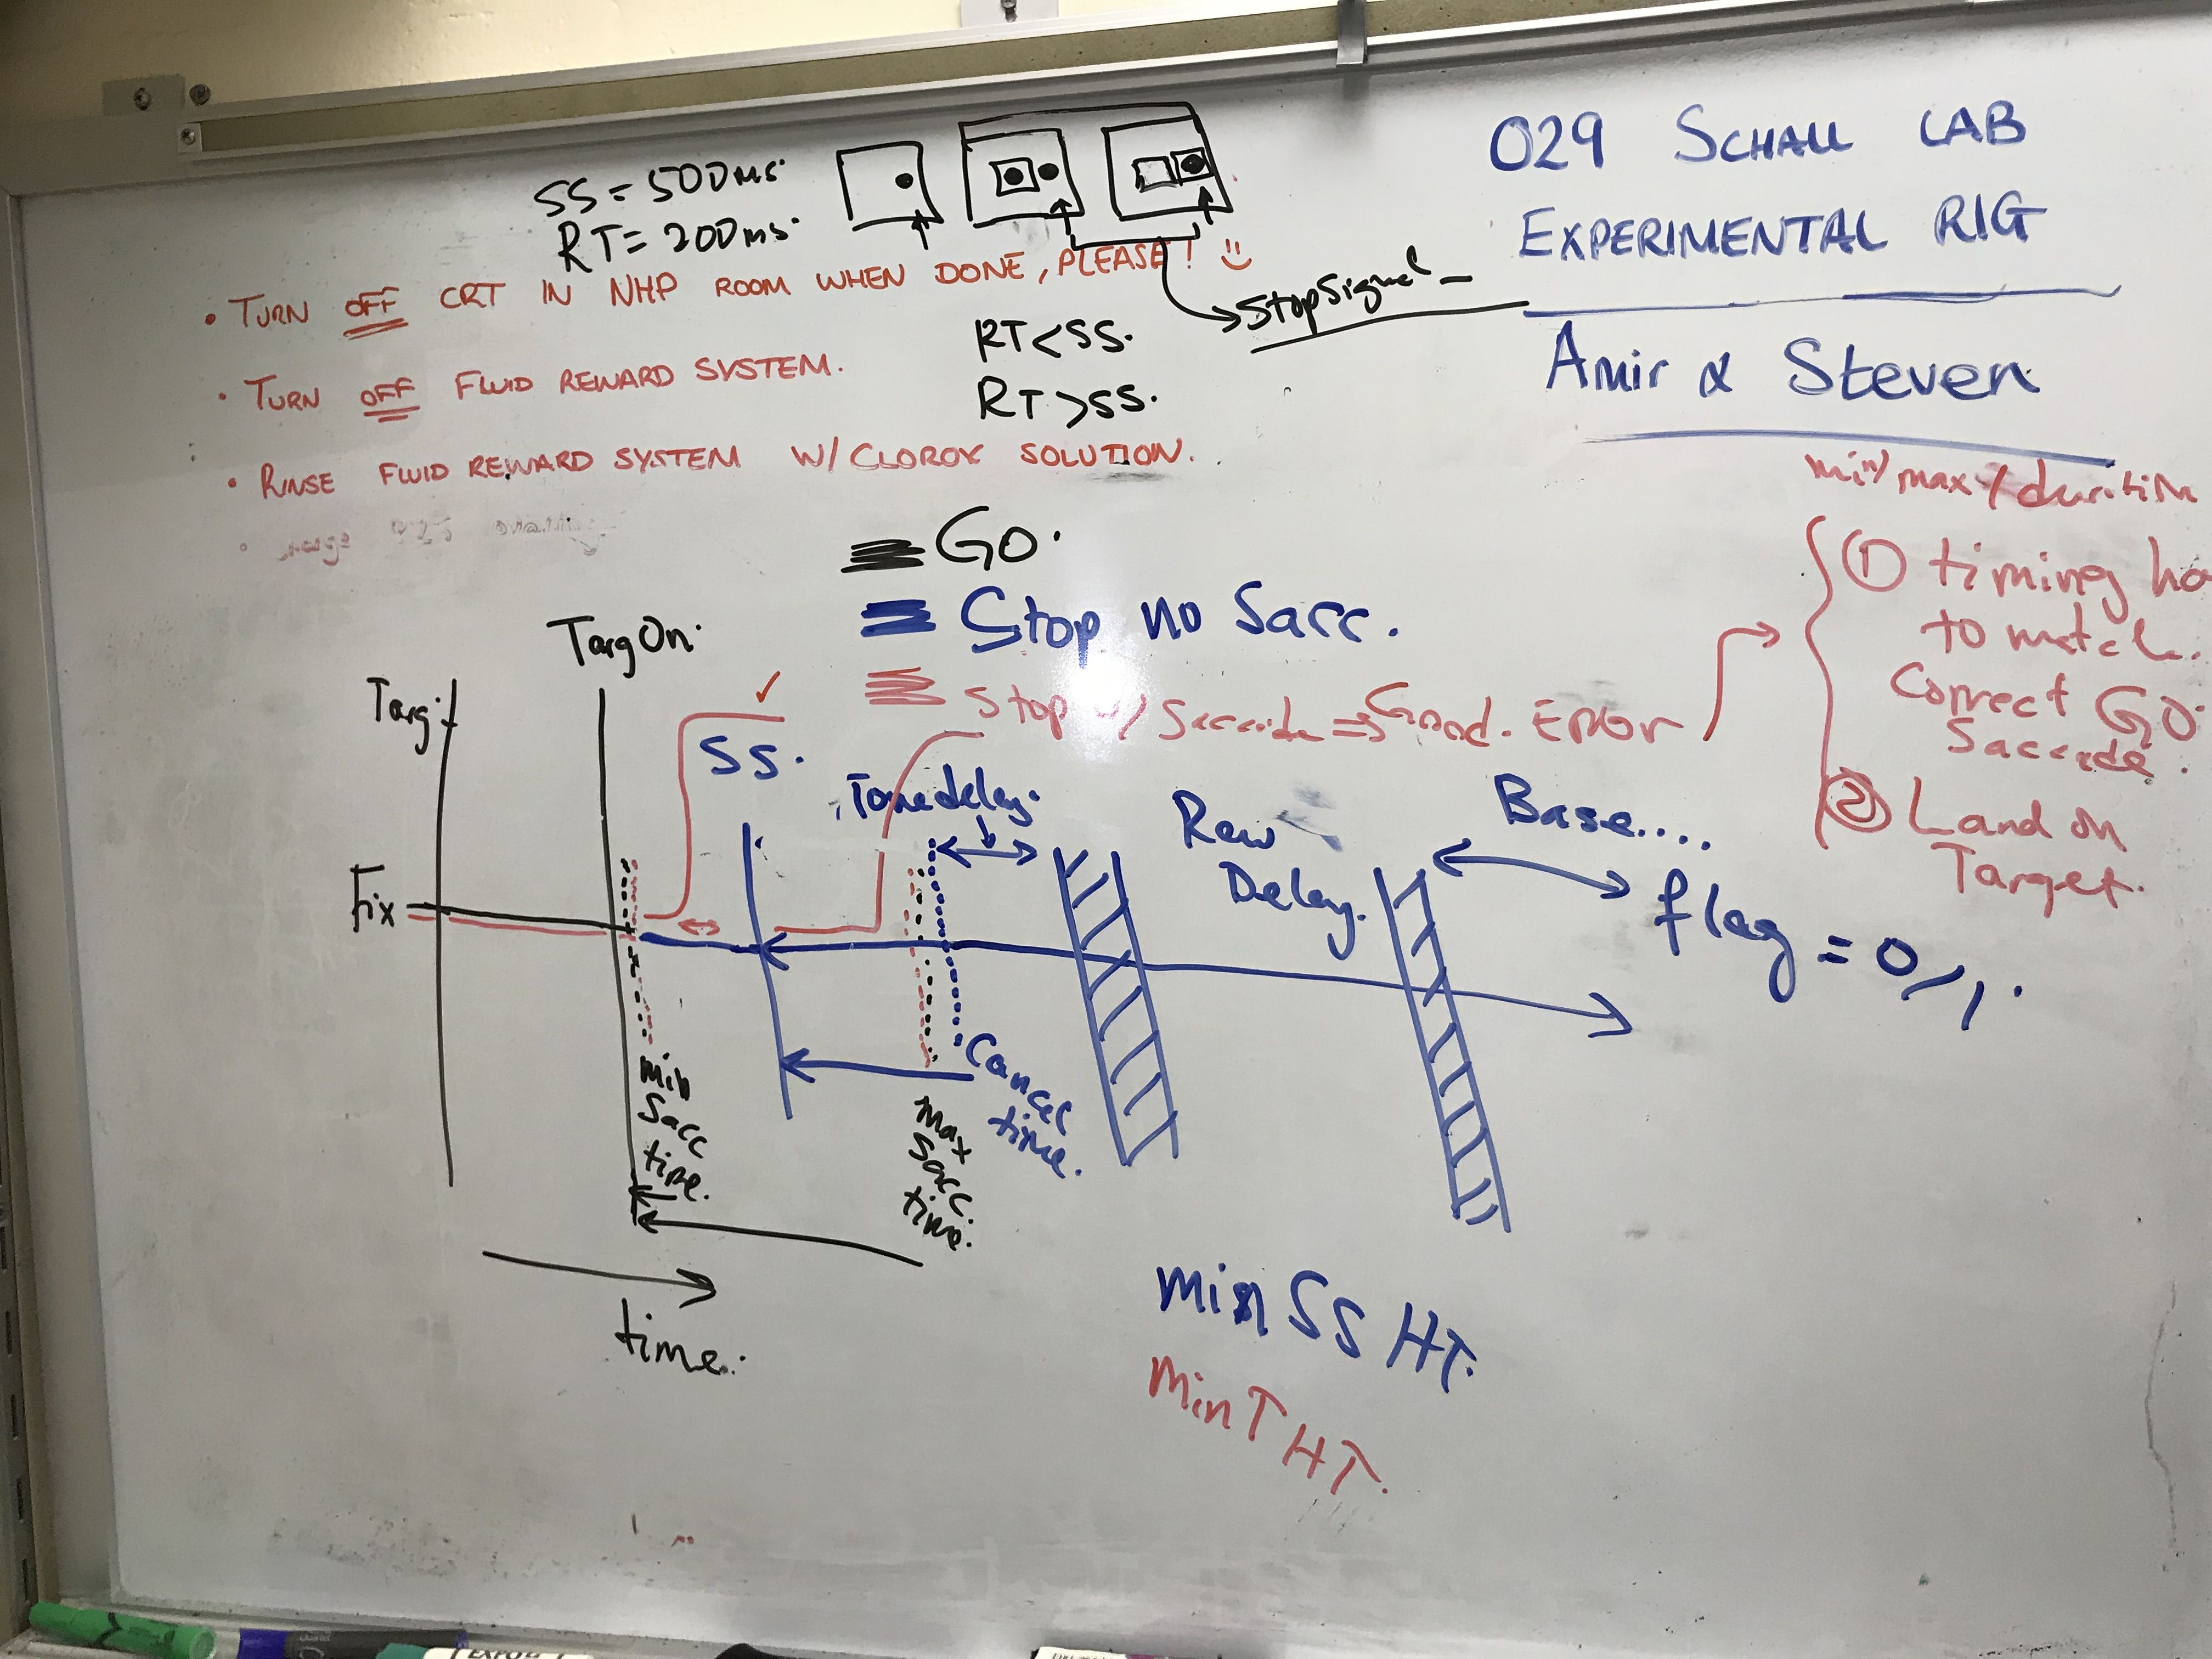 029 SCHALL LAB
EXPERIMENTAL RIG
Amir & Steven
SS = 500ms.
RT = 200ms.
StopSignal
• TURN OFF CRT IN NHP ROOM WHEN DONE, PLEASE! :)
• TURN OFF FLUID REWARD SYSTEM.
• RINSE FLUID REWARD SYSTEM W/ CLOROX SOLUTION.
RT < SS.
RT > SS.
GO.
Stop no Sacc.
Stop w/ Saccade => Good. Error
min/max/duration
① timing ha
to match.
Correct GO.
Saccade.
② Land on
Target.
TargOn.
Targ.
Fix
SS.
Tone delay.
Rew
Delay.
Base....
flag = 0/1.
min
Sacc
time.
max
sacc.
time.
Cancel
time.
time.
min SS HT.
min T HT.
EXPO